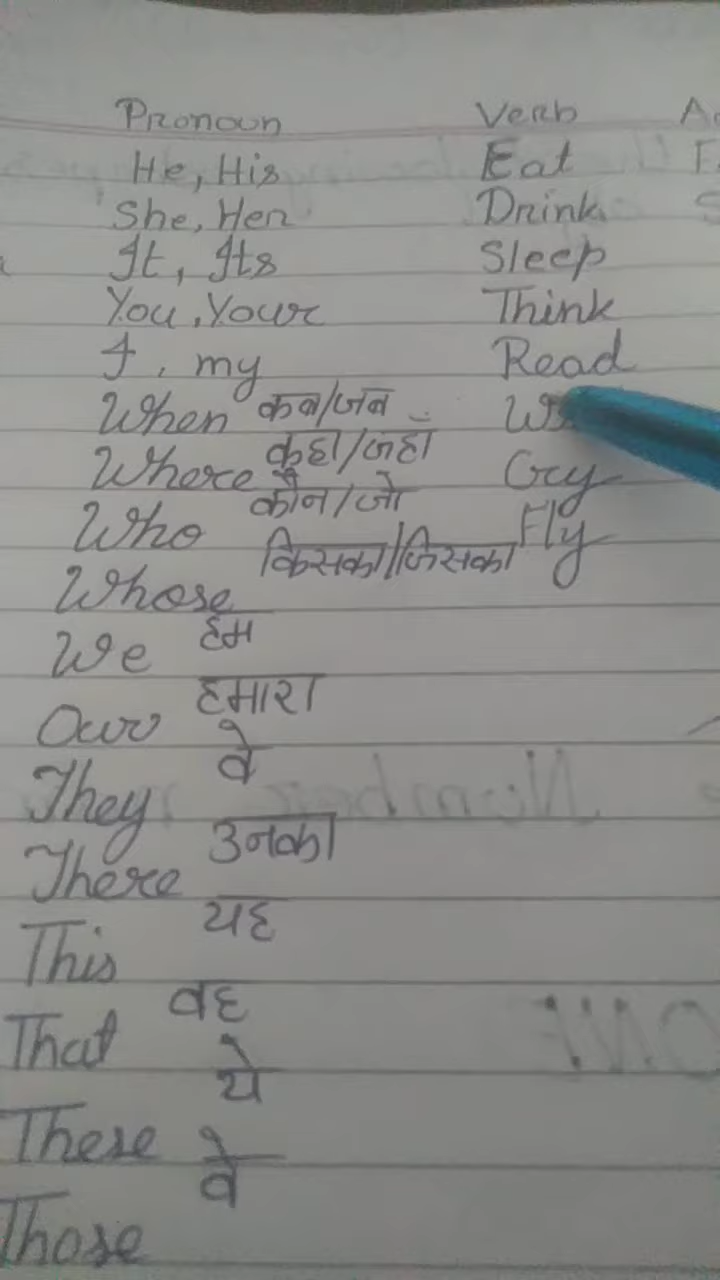 Pronoun Verb
He, His Eat
She, Her Drink
It, Its Sleep
You, Your Think
I, my Read
When कब/जब
Where कहा/जहाँ Cry
Who कौन/जो Fly
Whose किसका/जिसका
We हम
Our हमारा
They वे
There उनका
This यह
That वह
These ये
Those वे